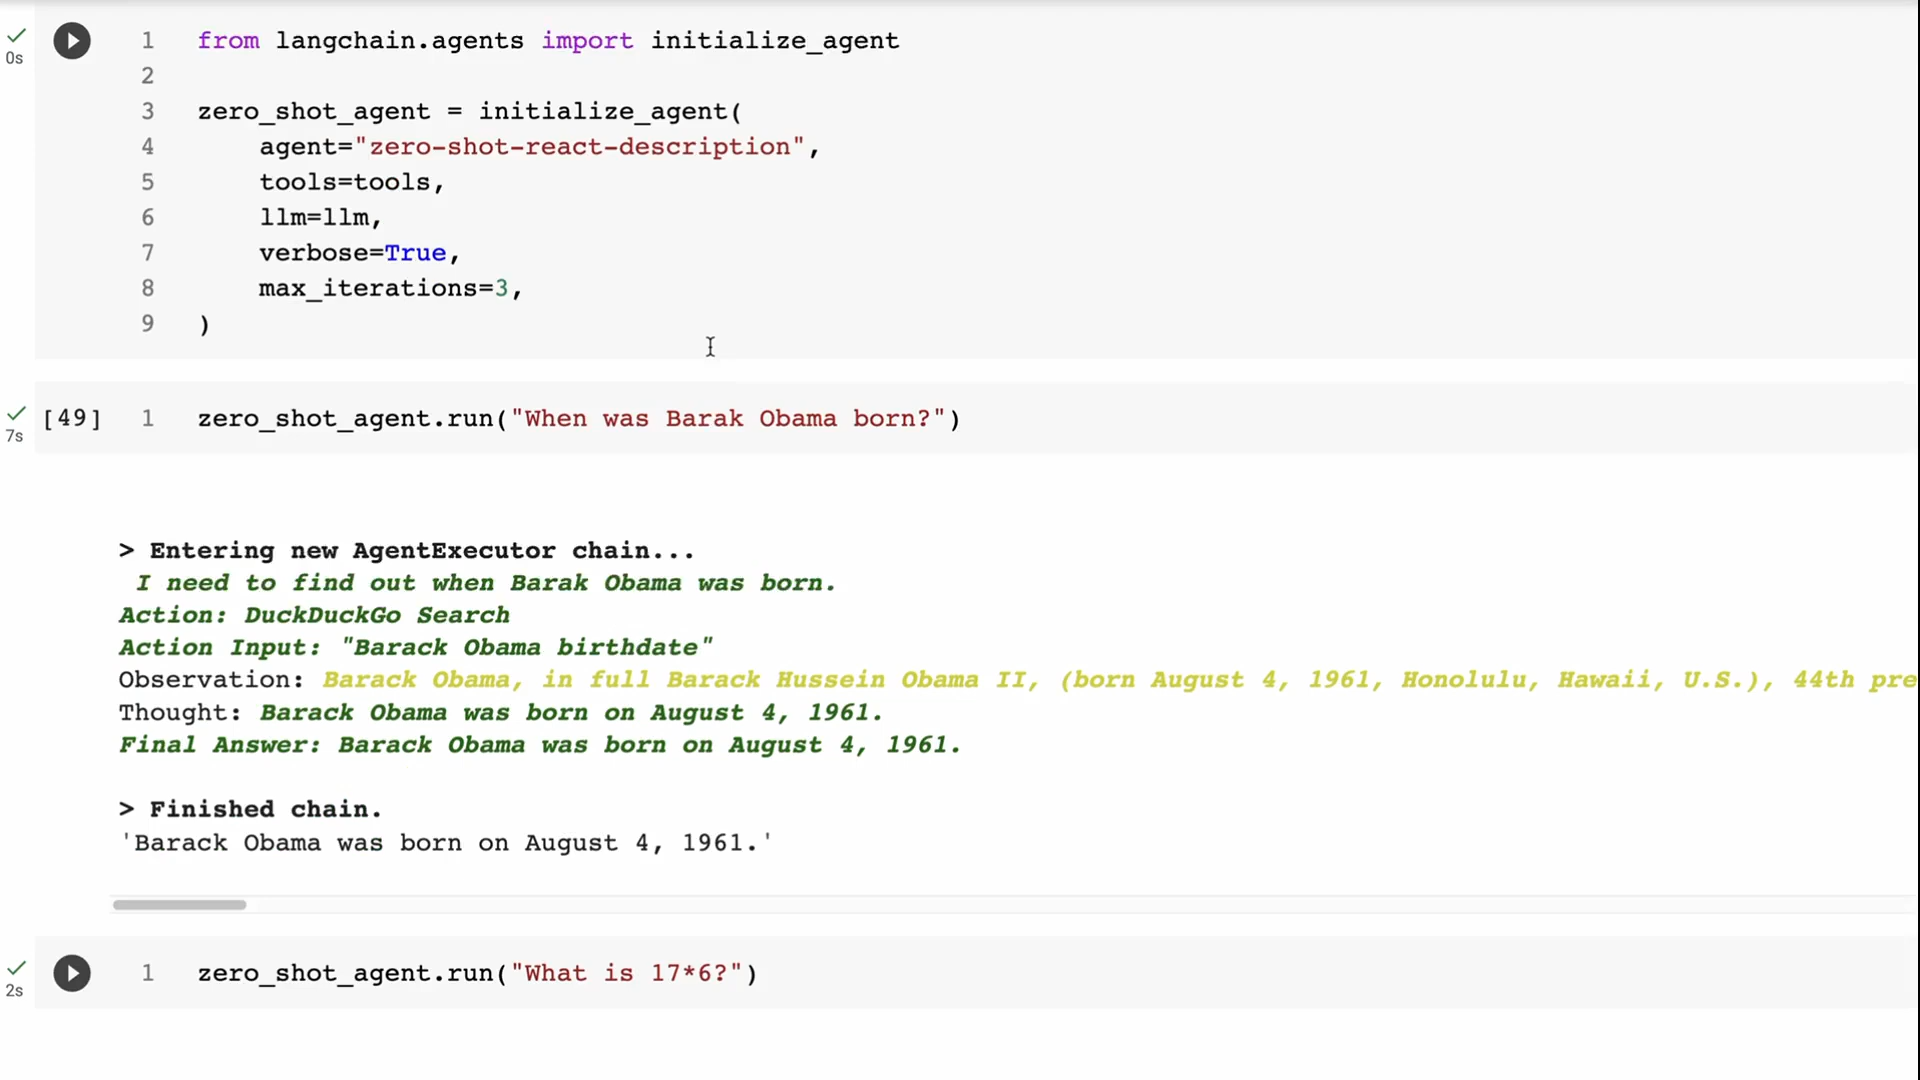 0s
1 from langchain.agents import initialize_agent
2
3 zero_shot_agent = initialize_agent(
4     agent="zero-shot-react-description",
5     tools=tools,
6     llm=llm,
7     verbose=True,
8     max_iterations=3,
9 )
7s [49] 1 zero_shot_agent.run("When was Barak Obama born?")
> Entering new AgentExecutor chain...
I need to find out when Barak Obama was born.
Action: DuckDuckGo Search
Action Input: "Barack Obama birthdate"
Observation: Barack Obama, in full Barack Hussein Obama II, (born August 4, 1961, Honolulu, Hawaii, U.S.), 44th pre
Thought: Barack Obama was born on August 4, 1961.
Final Answer: Barack Obama was born on August 4, 1961.
> Finished chain.
'Barack Obama was born on August 4, 1961.'
2s 1 zero_shot_agent.run("What is 17*6?")